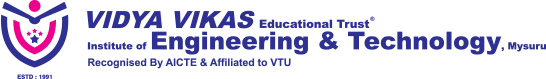 VIDYA VIKAS Educational Trust®
Institute of Engineering & Technology, Mysuru
Recognised By AICTE & Affiliated to VTU
ESTD : 1991